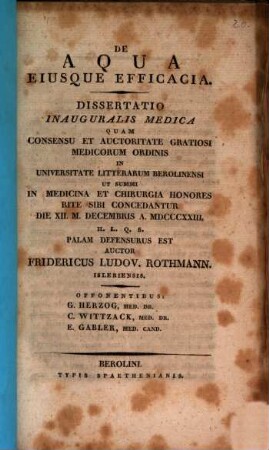 DE
AQUA
EIUSQUE EFFICACIA.
DISSERTATIO
INAUGURALIS MEDICA
QUAM
CONSENSU ET AUCTORITATE GRATIOSI
MEDICORUM ORDINIS
IN
UNIVERSITATE LITTERARUM BEROLINENSI
UT SUMMI
IN MEDICINA ET CHIRURGIA HONORES
RITE SIBI CONCEDANTUR
DIE XII. M. DECEMBRIS A. MDCCCXXIII.
H. L. Q. S.
PALAM DEFENSURUS EST
AUCTOR
FRIDERICUS LUDOV. ROTHMANN.
ISLERIENSIS.
OPPONENTIBUS:
G. HERZOG, MED. DR.
C. WITTZACK, MED. DR.
E. GABLER, MED. CAND.
BEROLINI.
TYPIS SPAETHENIANIS.